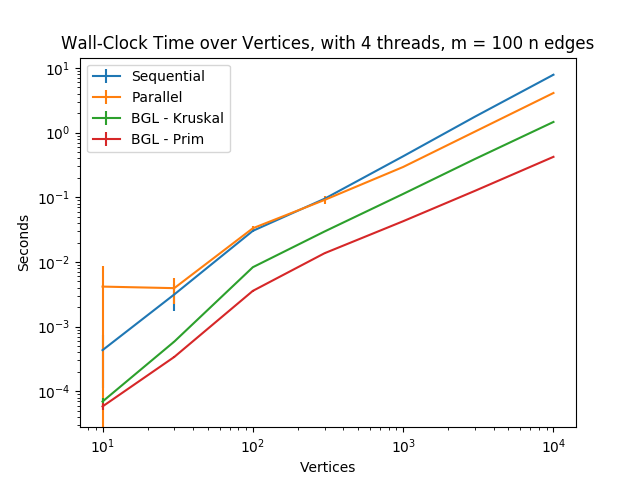 Wall-Clock Time over Vertices, with 4 threads, m = 100 n edges
Sequential
Parallel
BGL - Kruskal
BGL - Prim
Seconds
10¹
10⁰
10⁻¹
10⁻²
10⁻³
10⁻⁴
10¹ 10² 10³ 10⁴
Vertices